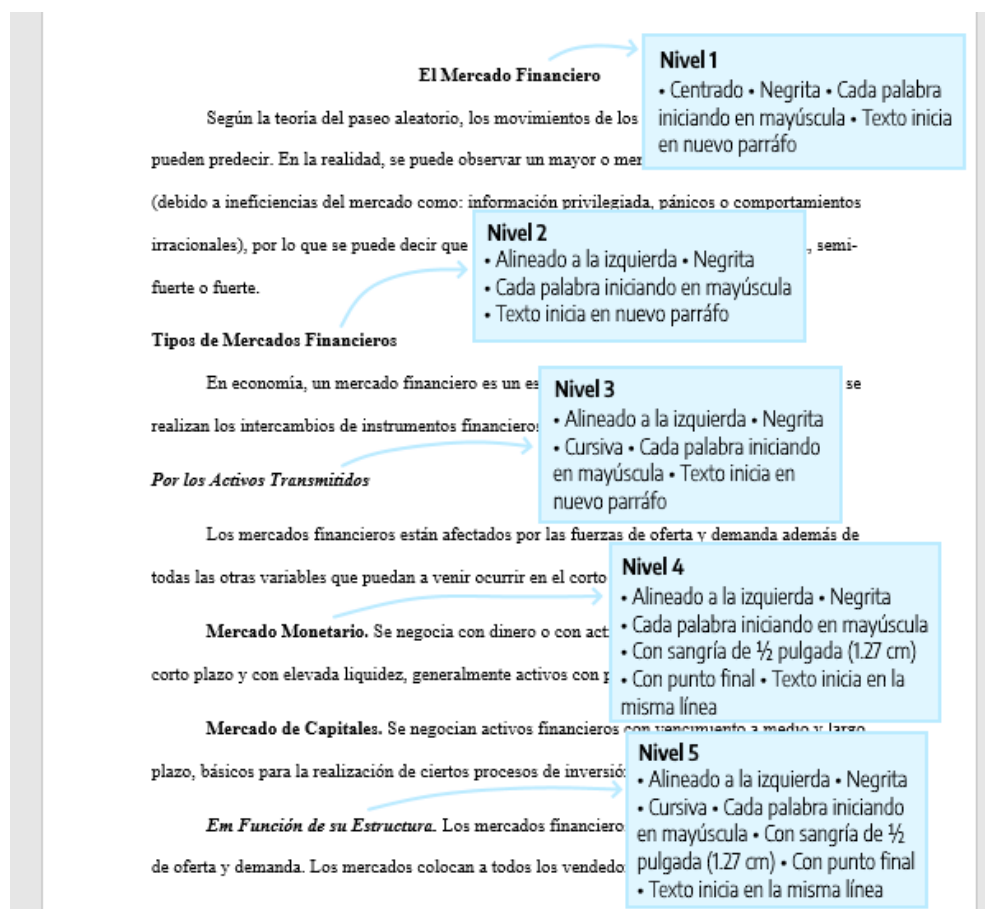 El Mercado Financiero
Nivel 1
• Centrado • Negrita • Cada palabra
iniciando en mayúscula • Texto inicia
en nuevo parráfo
Según la teoría del paseo aleatorio, los movimientos de los
pueden predecir. En la realidad, se puede observar un mayor o
(debido a ineficiencias del mercado como: información privilegiada, pánicos o comportamientos
irracionales), por lo que se puede decir que
, semi-
fuerte o fuerte.
Nivel 2
• Alineado a la izquierda • Negrita
• Cada palabra iniciando en mayúscula
• Texto inicia en nuevo parráfo
Tipos de Mercados Financieros
En economía, un mercado financiero es un
se
realizan los intercambios de instrumentos financieros
Nivel 3
• Alineado a la izquierda • Negrita
• Cursiva • Cada palabra iniciando
en mayúscula • Texto inicia en
nuevo parráfo
Por los Activos Transmitidos
Los mercados financieros están afectados por las fuerzas de oferta y demanda además de
todas las otras variables que puedan a venir ocurrir en el corto
Nivel 4
• Alineado a la izquierda • Negrita
• Cada palabra iniciando en mayúscula
• Con sangría de ½ pulgada (1.27 cm)
• Con punto final • Texto inicia en la
misma línea
Mercado Monetario. Se negocia con dinero o con
corto plazo y con elevada liquidez, generalmente activos con
Mercado de Capitales. Se negocian activos financieros con vencimiento a medio y largo
plazo, básicos para la realización de ciertos procesos de
Nivel 5
• Alineado a la izquierda • Negrita
• Cursiva • Cada palabra iniciando
en mayúscula • Con sangría de ½
pulgada (1.27 cm) • Con punto final
• Texto inicia en la misma línea
Em Función de su Estructura. Los mercados
de oferta y demanda. Los mercados colocan a todos los